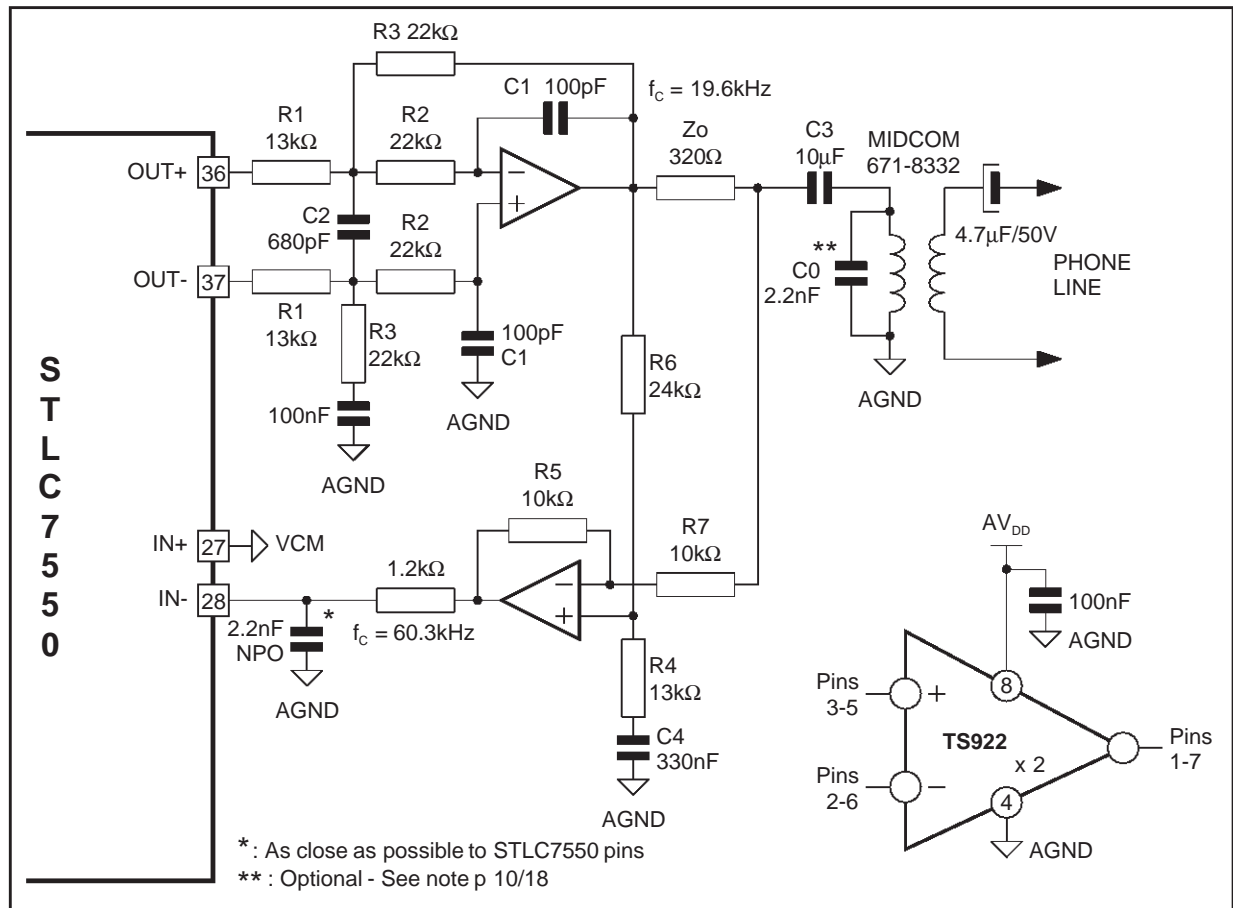 R3 22kΩ
C1 100pF
f_C = 19.6kHz
R1
13kΩ
R2
22kΩ
Zo
320Ω
C3
10µF
MIDCOM
671-8332
OUT+
36
−
+
C2
680pF
R2
22kΩ
4.7µF/50V
**
C0
2.2nF
PHONE
LINE
OUT-
37
R1
13kΩ
R3
22kΩ
100pF
C1
AGND
R6
24kΩ
AGND
100nF
AGND
S
T
L
C
7
5
5
0
R5
10kΩ
IN+
27
VCM
1.2kΩ
R7
10kΩ
−
+
IN-
28
*
2.2nF
NPO
f_C = 60.3kHz
AGND
R4
13kΩ
C4
330nF
AGND
AV_DD
100nF
AGND
8
Pins
3-5
+
TS922
x 2
Pins
1-7
Pins
2-6
−
4
AGND
* : As close as possible to STLC7550 pins
** : Optional - See note p 10/18